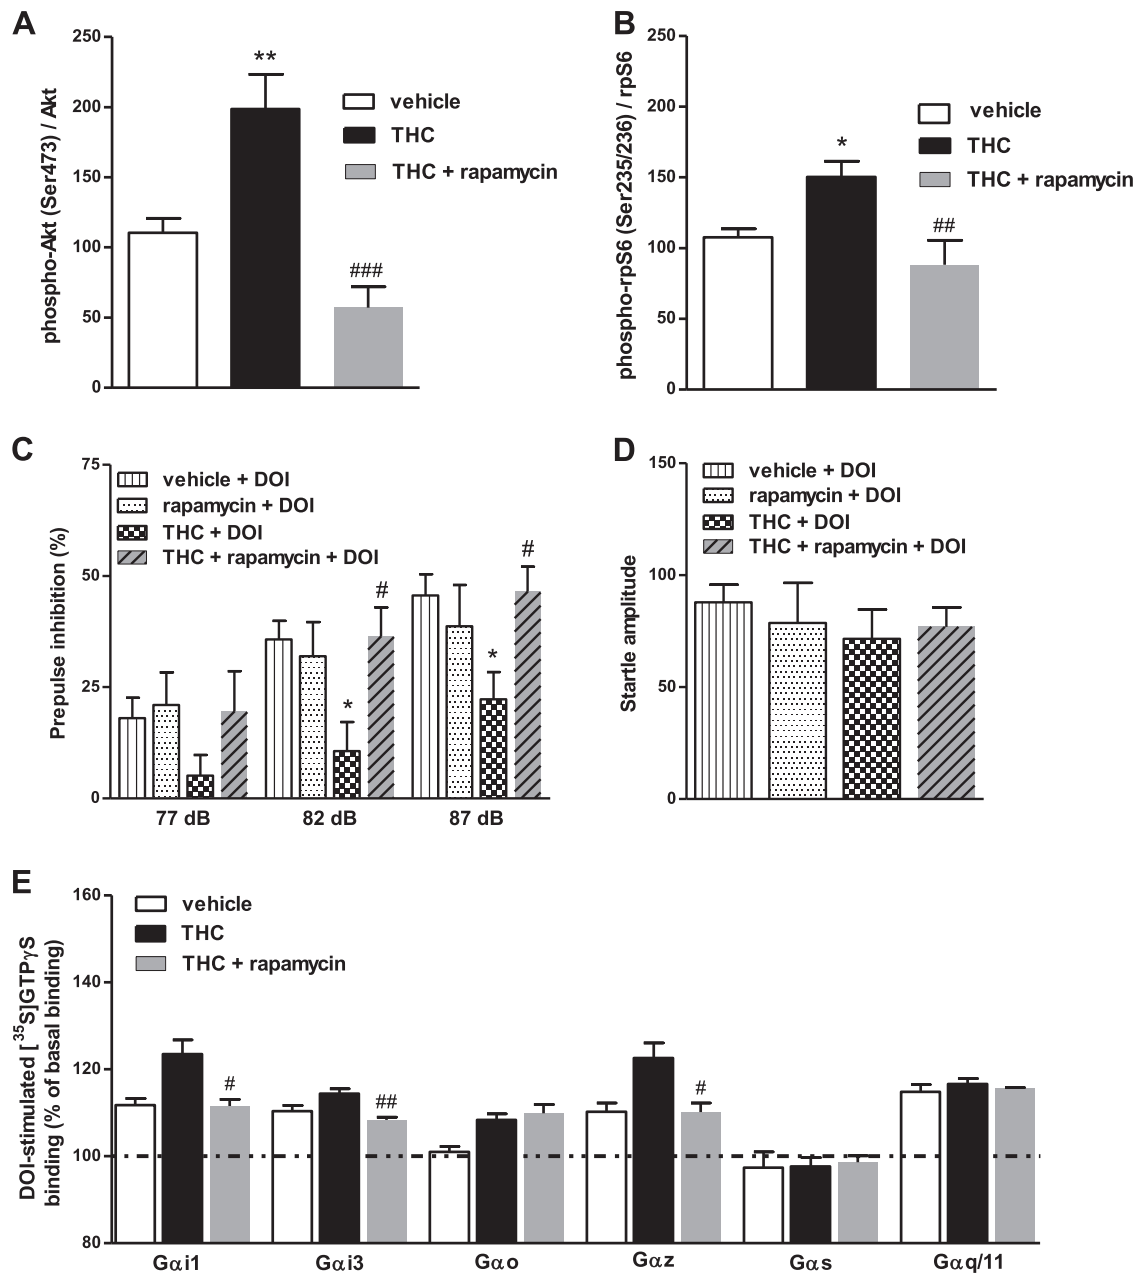 A
phospho-Akt (Ser473) / Akt
250
200
150
100
50
0
**
###
vehicle
THC
THC + rapamycin
B
phospho-rpS6 (Ser235/236) / rpS6
250
200
150
100
50
0
*
##
vehicle
THC
THC + rapamycin
C
Prepulse inhibition (%)
75
50
25
0
vehicle + DOI
rapamycin + DOI
THC + DOI
THC + rapamycin + DOI
*
#
*
#
77 dB
82 dB
87 dB
D
Startle amplitude
150
100
50
0
vehicle + DOI
rapamycin + DOI
THC + DOI
THC + rapamycin + DOI
E
DOI-stimulated [³⁵S]GTPγS
binding (% of basal binding)
160
140
120
100
80
vehicle
THC
THC + rapamycin
#
##
#
Gαi1
Gαi3
Gαo
Gαz
Gαs
Gαq/11